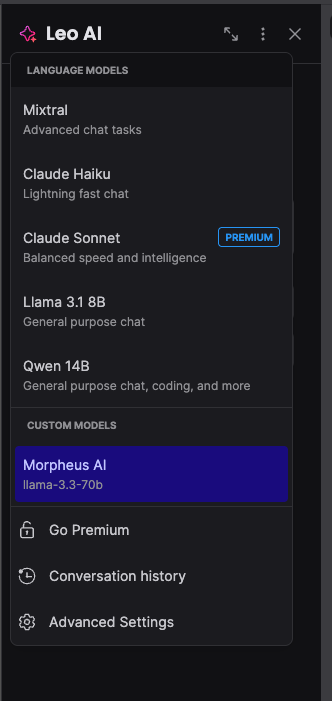 Leo AI
LANGUAGE MODELS
Mixtral
Advanced chat tasks
Claude Haiku
Lightning fast chat
Claude Sonnet
PREMIUM
Balanced speed and intelligence
Llama 3.1 8B
General purpose chat
Qwen 14B
General purpose chat, coding, and more
CUSTOM MODELS
Morpheus AI
llama-3.3-70b
Go Premium
Conversation history
Advanced Settings